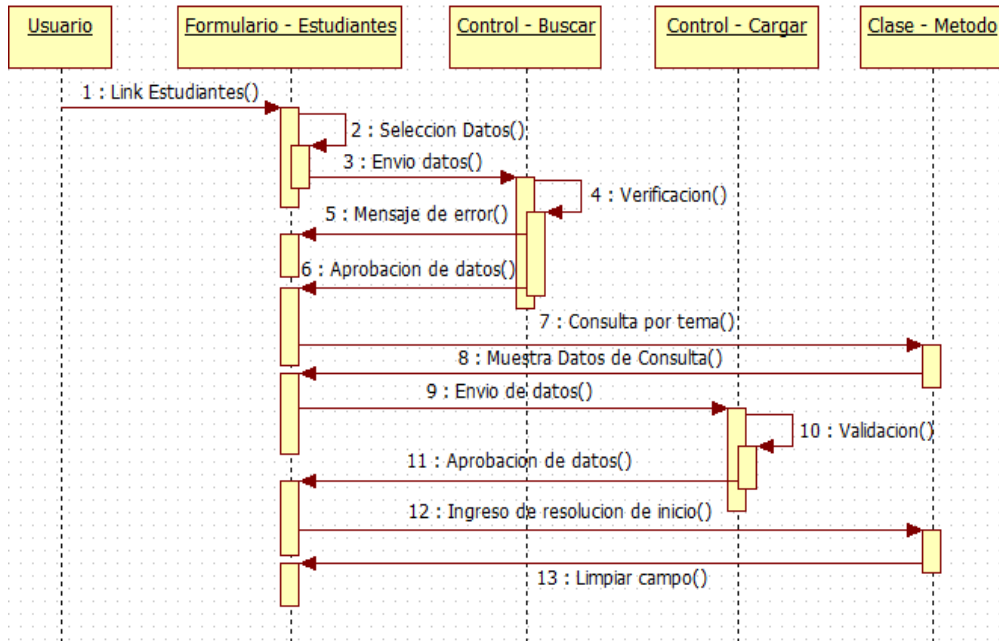 Usuario
Formulario - Estudiantes
Control - Buscar
Control - Cargar
Clase - Metodo
1 : Link Estudiantes()
2 : Seleccion Datos()
3 : Envio datos()
4 : Verificacion()
5 : Mensaje de error()
6 : Aprobacion de datos()
7 : Consulta por tema()
8 : Muestra Datos de Consulta()
9 : Envio de datos()
10 : Validacion()
11 : Aprobacion de datos()
12 : Ingreso de resolucion de inicio()
13 : Limpiar campo()